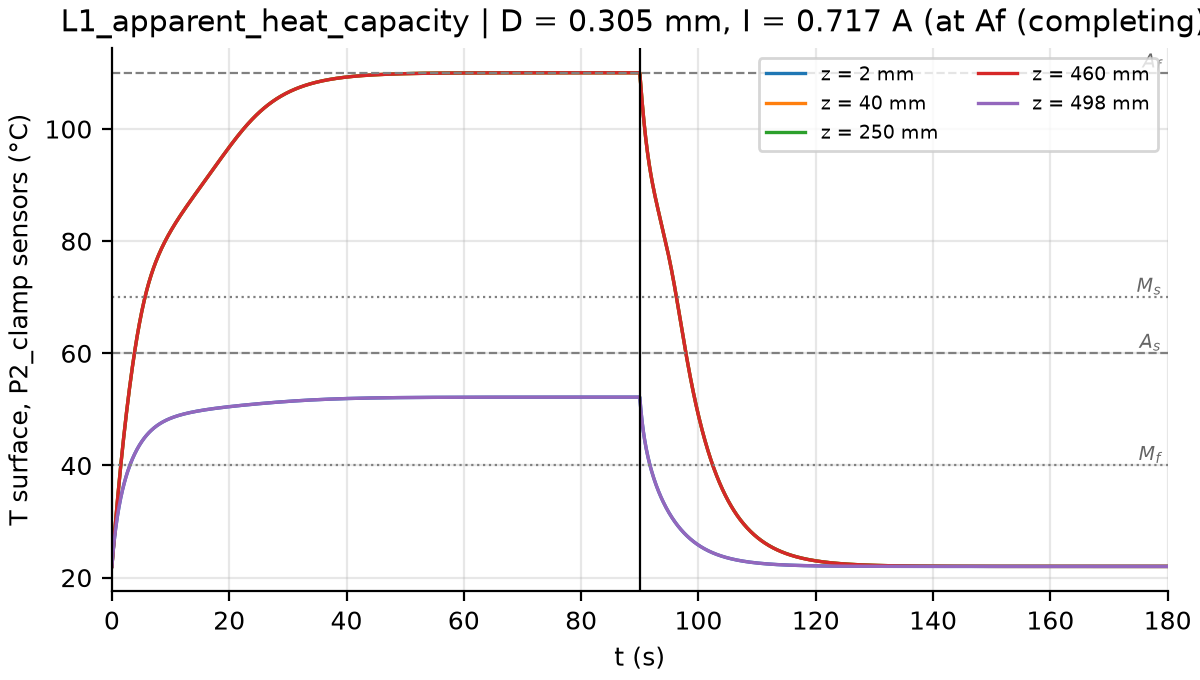 L1_apparent_heat_capacity | D = 0.305 mm, I = 0.717 A (at Af (completing)
T surface, P2_clamp sensors (°C)
100
80
60
40
20
z = 2 mm
z = 40 mm
z = 250 mm
z = 460 mm
z = 498 mm
A_f
M_s
A_s
M_f
0 20 40 60 80 100 120 140 160 180
t (s)